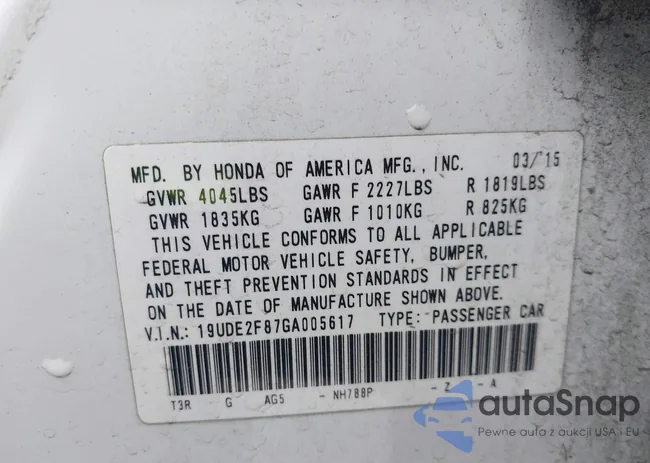 MFD. BY HONDA OF AMERICA MFG., INC. 03/15
GVWR 4045LBS GAWR F 2227LBS R 1819LBS
GVWR 1835KG GAWR F 1010KG R 825KG
THIS VEHICLE CONFORMS TO ALL APPLICABLE
FEDERAL MOTOR VEHICLE SAFETY, BUMPER,
AND THEFT PREVENTION STANDARDS IN EFFECT
ON THE DATE OF MANUFACTURE SHOWN ABOVE.
V.I.N.: 19UDE2F87GA005617 TYPE: PASSENGER CAR
T3R G AG5 - NH788P - Z - A
autoSnap
Pewne auto z aukcji USA i EU